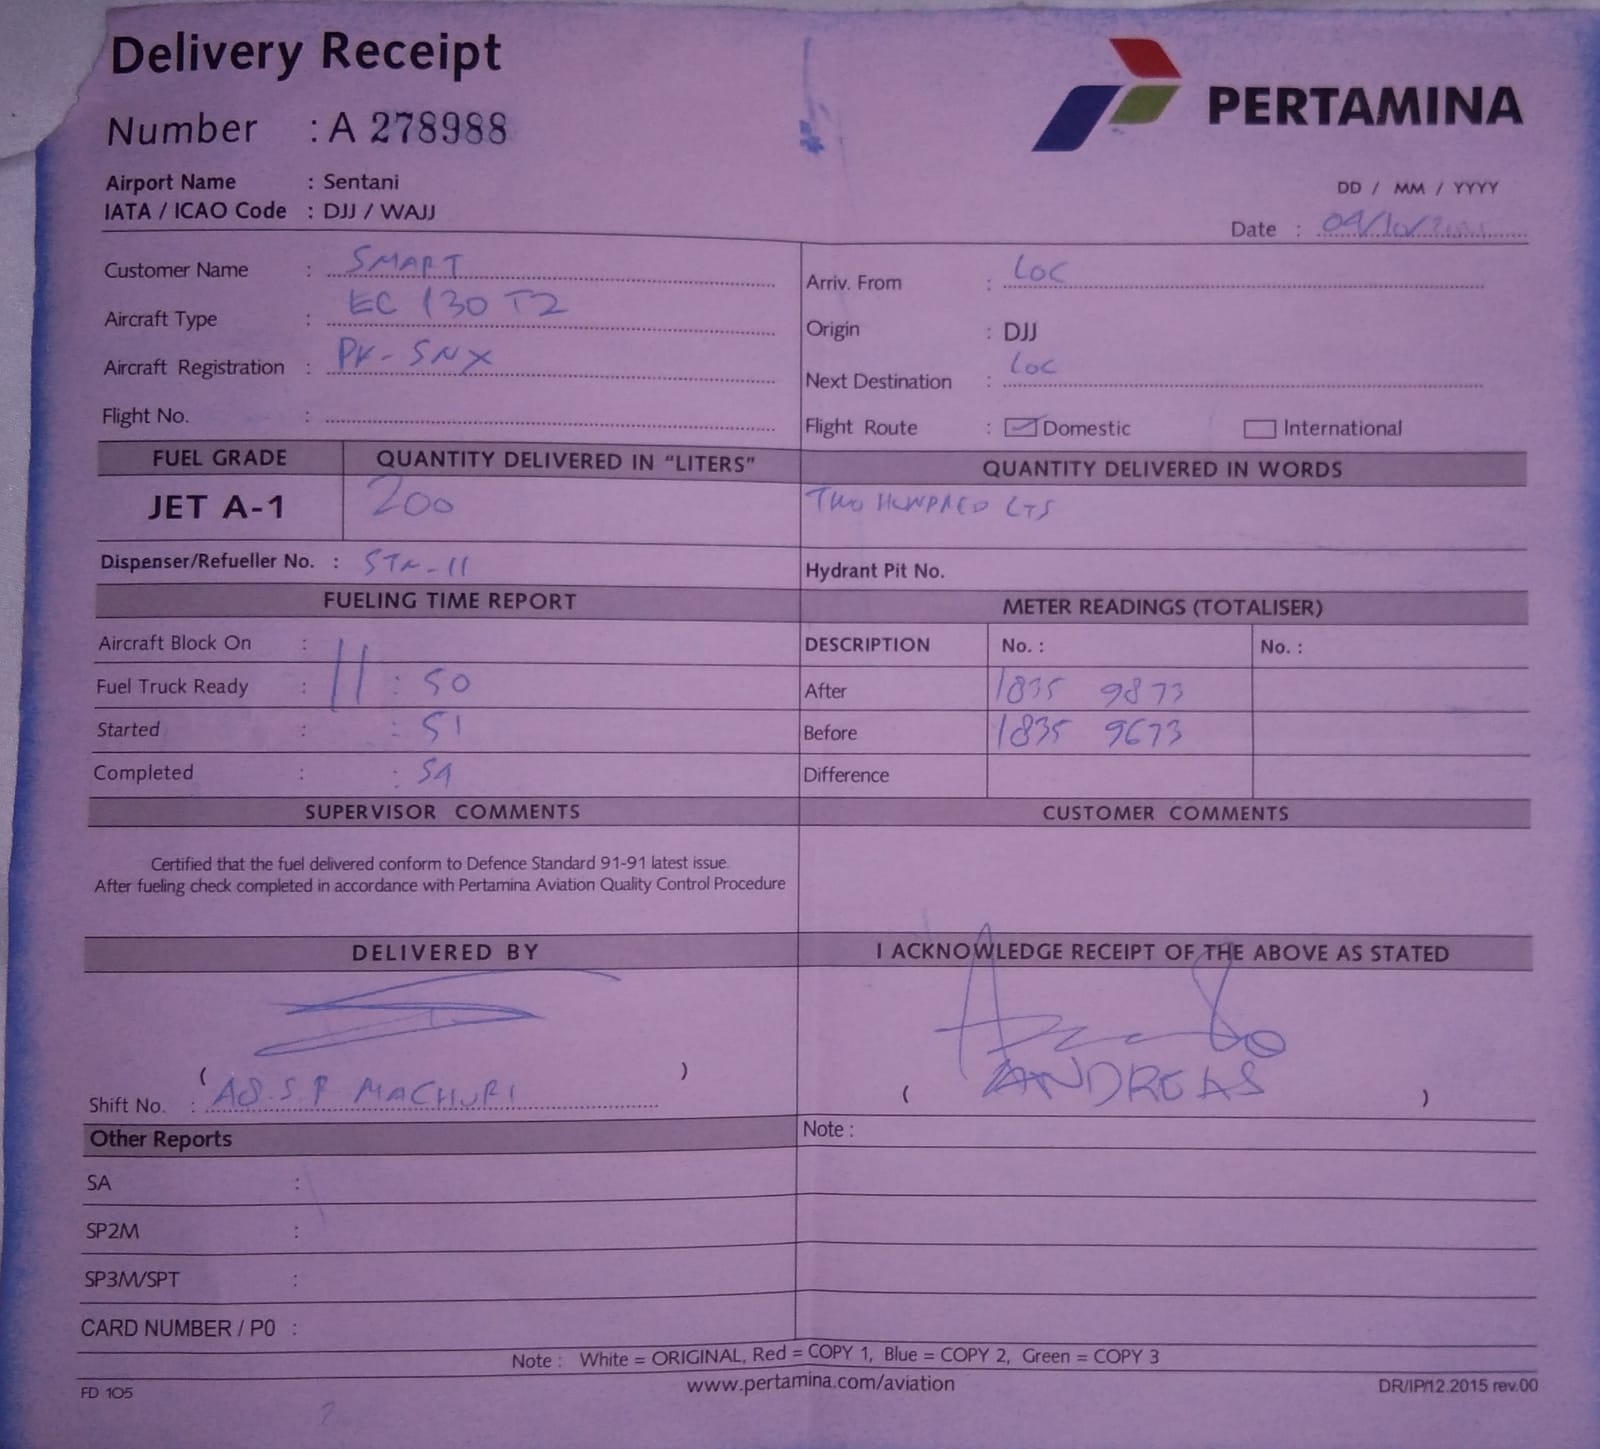 Delivery Receipt
PERTAMINA
Number : A 278988
Airport Name : Sentani
IATA / ICAO Code : DJJ / WAJJ
DD / MM / YYYY
Date :
Customer Name : SMART
Aircraft Type : EC 130 T2
Aircraft Registration : PK-SNX
Flight No. :
Arriv. From : LOC
Origin : DJJ
Next Destination : LOC
Flight Route : Domestic International
FUEL GRADE QUANTITY DELIVERED IN “LITERS” QUANTITY DELIVERED IN WORDS
JET A-1 200 TWO HUNDRED LTS
Dispenser/Refueller No. : Hydrant Pit No.
FUELING TIME REPORT METER READINGS (TOTALISER)
Aircraft Block On : DESCRIPTION No. : No. :
Fuel Truck Ready : 11 : 50 After 1835 9873
Started : : 51 Before 1835 9673
Completed : : Difference
SUPERVISOR COMMENTS CUSTOMER COMMENTS
Certified that the fuel delivered conform to Defence Standard 91-91 latest issue.
After fueling check completed in accordance with Pertamina Aviation Quality Control Procedure
DELIVERED BY I ACKNOWLEDGE RECEIPT OF THE ABOVE AS STATED
( ) ( ANDREAS )
Shift No. : MACHURI
Other Reports Note :
SA :
SP2M :
SP3M/SPT :
CARD NUMBER / P0 :
Note : White = ORIGINAL, Red = COPY 1, Blue = COPY 2, Green = COPY 3
FD 105 www.pertamina.com/aviation DR/IP/12.2015 rev.00